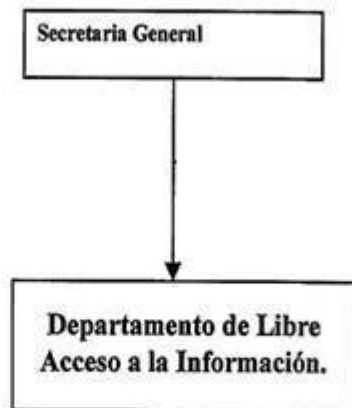 Secretaria General
Departamento de Libre
Acceso a la Información.